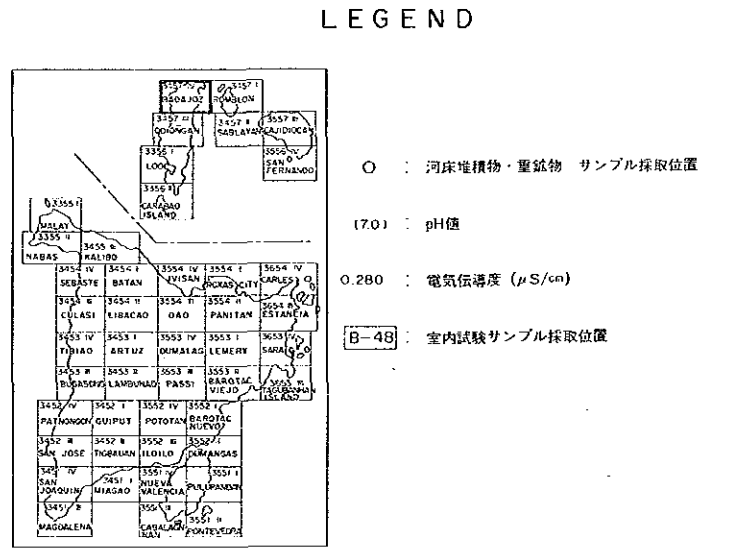 LEGEND
3457 IV 3457 I
BADAJOZ ROMBLON
3457 III 3457 II 3557 III
ODIONGAN SABLAYAN CAJIDIOCAN
3356 I 3556 IV
LOOC SAN FERNANDO
3356 II
CARABAO ISLAND
3355 I
MALAY
3355 II 3455 III
NABAS KALIBO
3454 IV 3454 I 3554 IV 3554 I 3654 IV
SEBASTE BATAN IVISAN ROXAS CITY CARLES
3454 III 3454 II 3554 III 3554 II 3654 III
CULASI LIBACAO DAO PANITAN ESTANCIA
3453 IV 3453 I 3553 IV 3553 I 3653 IV
TIBIAO ARTUZ DUMALAG LEMERY SARA
3453 III 3453 II 3553 III 3553 II 3653 III
BUGASONG LAMBUNAO PASSI BAROTAC VIEJO TAGUBANHAN ISLAND
3452 IV 3452 I 3552 IV 3552 I
PATNONGON GUIPUT POTOTAN BAROTAC NUEVO
3452 III 3452 II 3552 III 3552 II
SAN JOSE TIGBAUAN ILOILO DUMANGAS
3451 IV 3451 I 3551 IV 3551 I
SAN JOAQUIN MIAGAO NUEVA VALENCIA PULUPANDAN
3451 III 3551 III 3551 II
MAGDALENA CABALAGNAN PONTEVEDRA
○ : 河床堆積物・重鉱物 サンプル採取位置
(7.0) : pH値
0.280 : 電気伝導度 (μS/cm)
B-48 : 室内試験サンプル採取位置